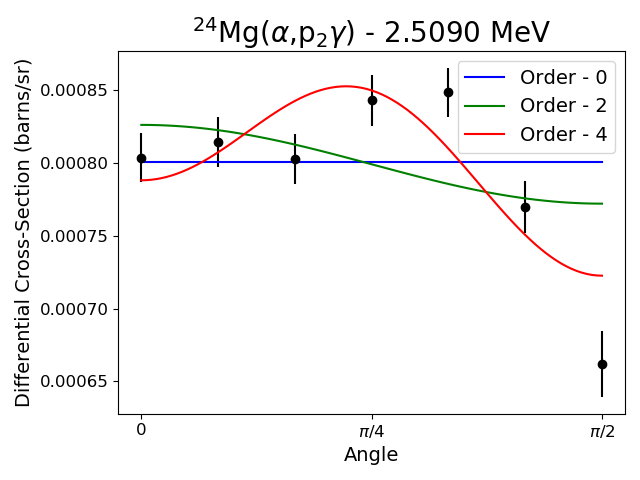 ²⁴Mg(α,p₂γ) - 2.5090 MeV
Order - 0
Order - 2
Order - 4
Differential Cross-Section (barns/sr)
0.00085
0.00080
0.00075
0.00070
0.00065
0
π/4
π/2
Angle